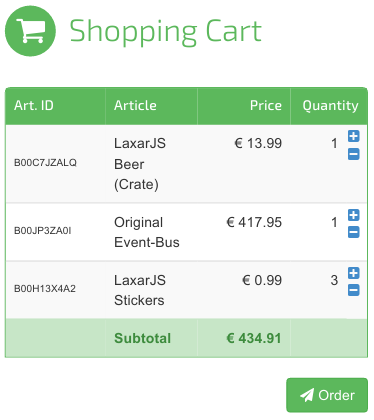 Shopping Cart
Art. ID Article Price Quantity
B00C7JZALQ LaxarJS Beer (Crate) € 13.99 1
B00JP3ZA0I Original Event-Bus € 417.95 1
B00H13X4A2 LaxarJS Stickers € 0.99 3
Subtotal € 434.91
Order